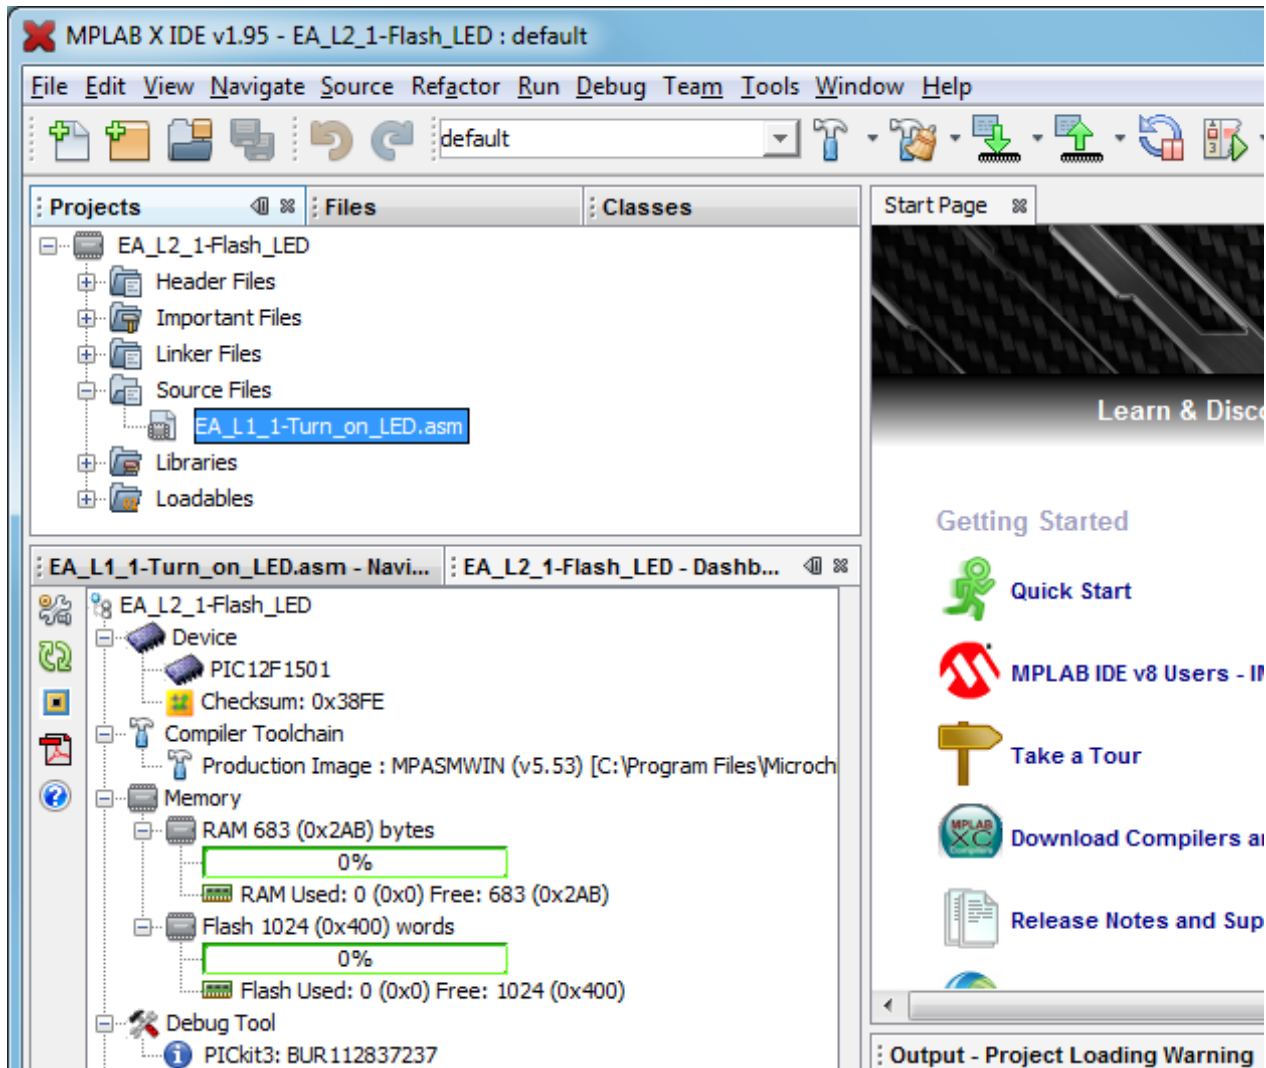 MPLAB X IDE v1.95 - EA_L2_1-Flash_LED : default
File Edit View Navigate Source Refactor Run Debug Team Tools Window Help
default
Projects Files Classes
Start Page
EA_L2_1-Flash_LED
Header Files
Important Files
Linker Files
Source Files
EA_L1_1-Turn_on_LED.asm
Libraries
Loadables
EA_L1_1-Turn_on_LED.asm - Navi... EA_L2_1-Flash_LED - Dashb...
EA_L2_1-Flash_LED
Device
PIC12F1501
Checksum: 0x38FE
Compiler Toolchain
Production Image : MPASMWIN (v5.53) [C:\Program Files\Microchi
Memory
RAM 683 (0x2AB) bytes
0%
RAM Used: 0 (0x0) Free: 683 (0x2AB)
Flash 1024 (0x400) words
0%
Flash Used: 0 (0x0) Free: 1024 (0x400)
Debug Tool
PICkit3: BUR112837237
Learn & Disco
Getting Started
Quick Start
MPLAB IDE v8 Users - IM
Take a Tour
MPLAB
XC
Compilers
Download Compilers an
Release Notes and Sup
Output - Project Loading Warning